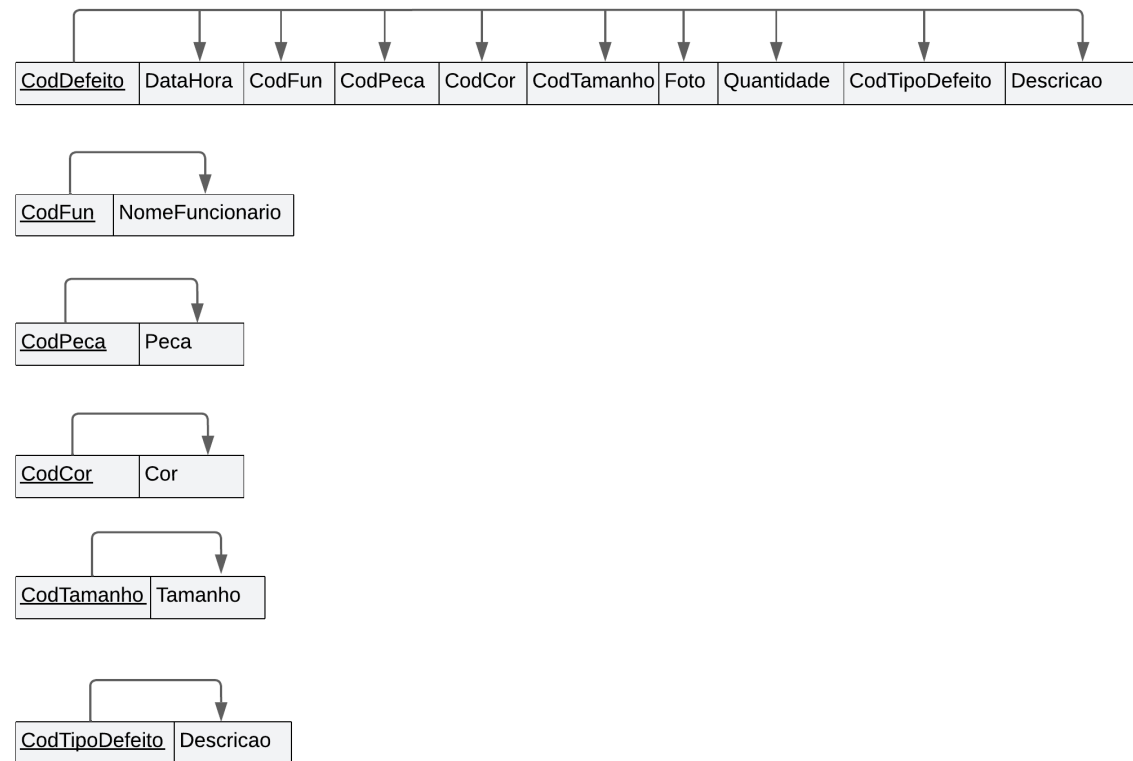 CodDefeito DataHora CodFun CodPeca CodCor CodTamanho Foto Quantidade CodTipoDefeito Descricao
CodFun NomeFuncionario
CodPeca Peca
CodCor Cor
CodTamanho Tamanho
CodTipoDefeito Descricao